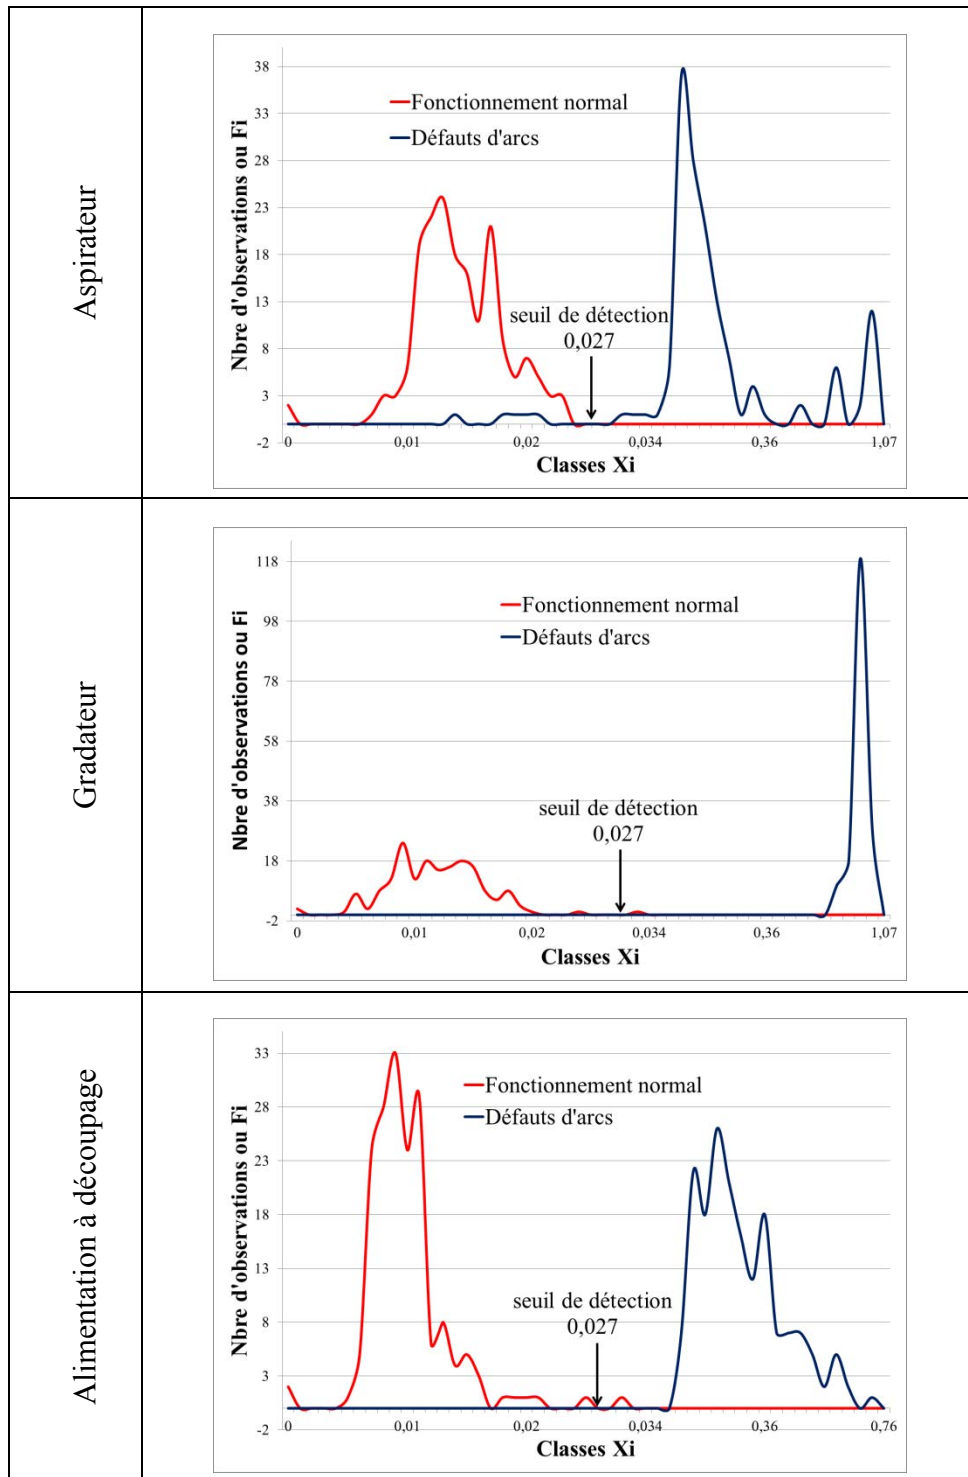 Aspirateur
Nbre d'observations ou Fi
38
33
28
23
18
13
8
3
-2
Fonctionnement normal
Défauts d'arcs
seuil de détection
0,027
0 0,01 0,02 0,034 0,36 1,07
Classes Xi
Gradateur
Nbre d'observations ou Fi
118
98
78
58
38
18
-2
Fonctionnement normal
Défauts d'arcs
seuil de détection
0,027
0 0,01 0,02 0,034 0,36 1,07
Classes Xi
Alimentation à découpage
Nbre d'observations ou Fi
33
28
23
18
13
8
3
-2
Fonctionnement normal
Défauts d'arcs
seuil de détection
0,027
0 0,01 0,02 0,034 0,36 0,76
Classes Xi